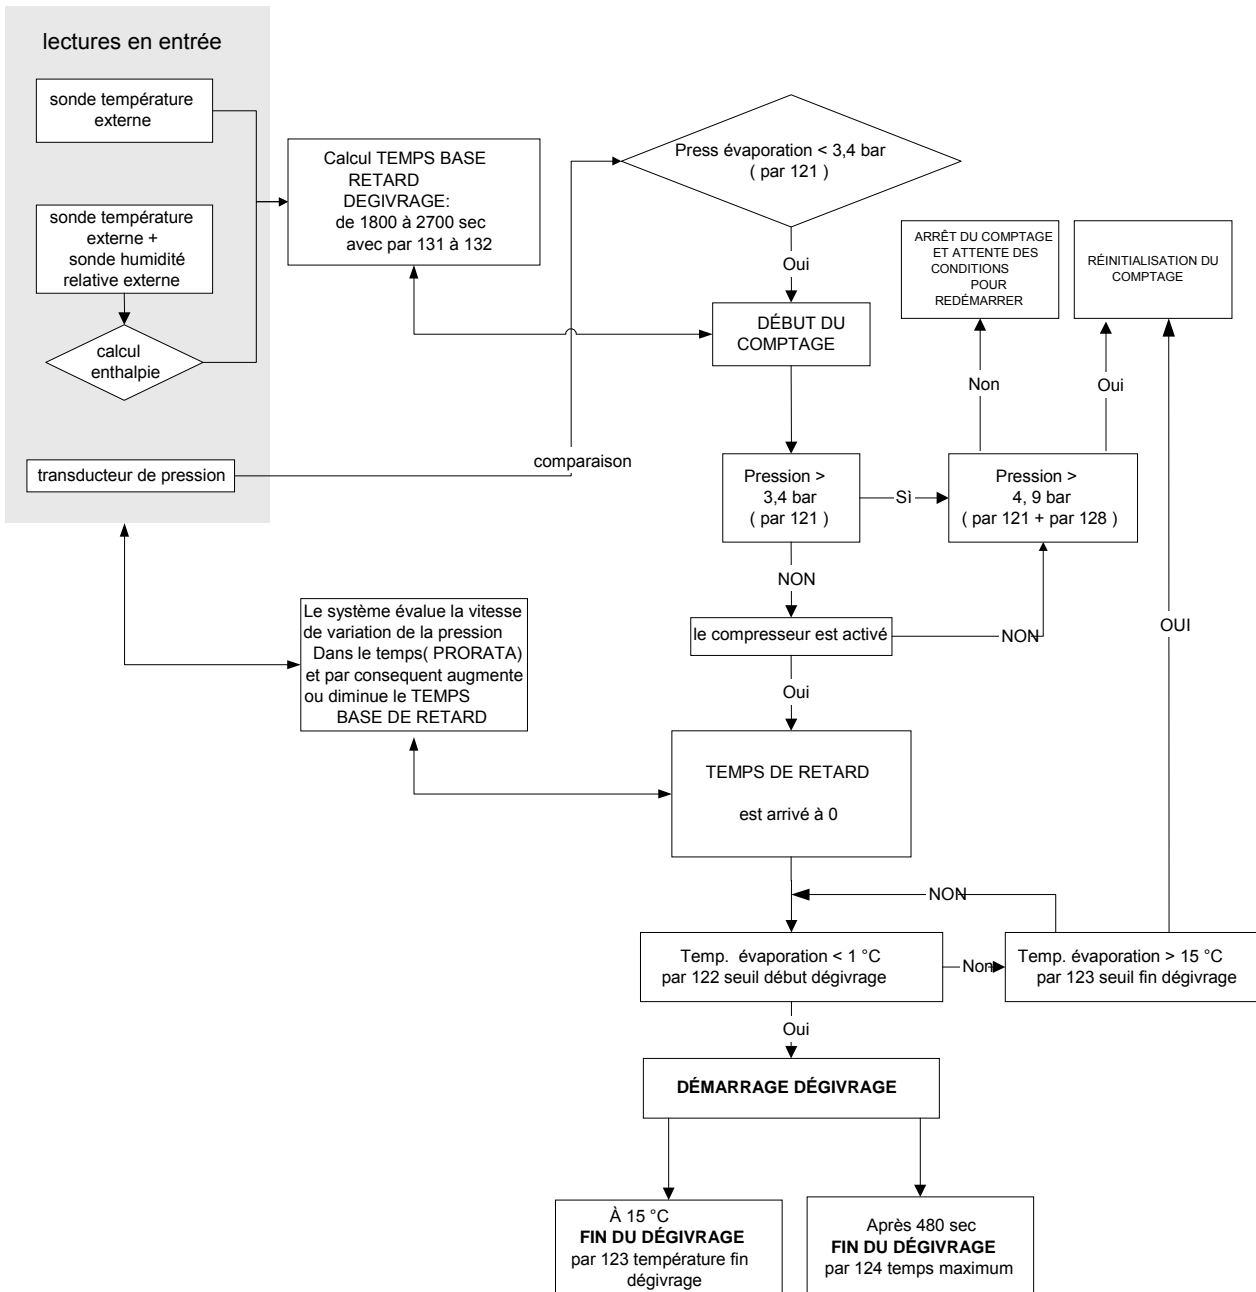 lectures en entrée
sonde température
externe
sonde température
externe +
sonde humidité
relative externe
calcul
enthalpie
transducteur de pression
Calcul TEMPS BASE
RETARD
DEGIVRAGE:
de 1800 à 2700 sec
avec par 131 à 132
comparaison
Press évaporation < 3,4 bar
( par 121 )
Oui
DÉBUT DU
COMPTAGE
ARRÊT DU COMPTAGE
ET ATTENTE DES
CONDITIONS
POUR
REDÉMARRER
RÉINITIALISATION DU
COMPTAGE
Non
Oui
Pression >
3,4 bar
( par 121 )
Sì
Pression >
4, 9 bar
( par 121 + par 128 )
NON
le compresseur est activé
NON
OUI
Oui
Le système évalue la vitesse
de variation de la pression
Dans le temps( PRORATA)
et par consequent augmente
ou diminue le TEMPS
BASE DE RETARD
TEMPS DE RETARD
est arrivé à 0
NON
Temp. évaporation < 1 °C
par 122 seuil début dégivrage
Non
Temp. évaporation > 15 °C
par 123 seuil fin dégivrage
Oui
DÉMARRAGE DÉGIVRAGE
À 15 °C
FIN DU DÉGIVRAGE
par 123 température fin
dégivrage
Après 480 sec
FIN DU DÉGIVRAGE
par 124 temps maximum